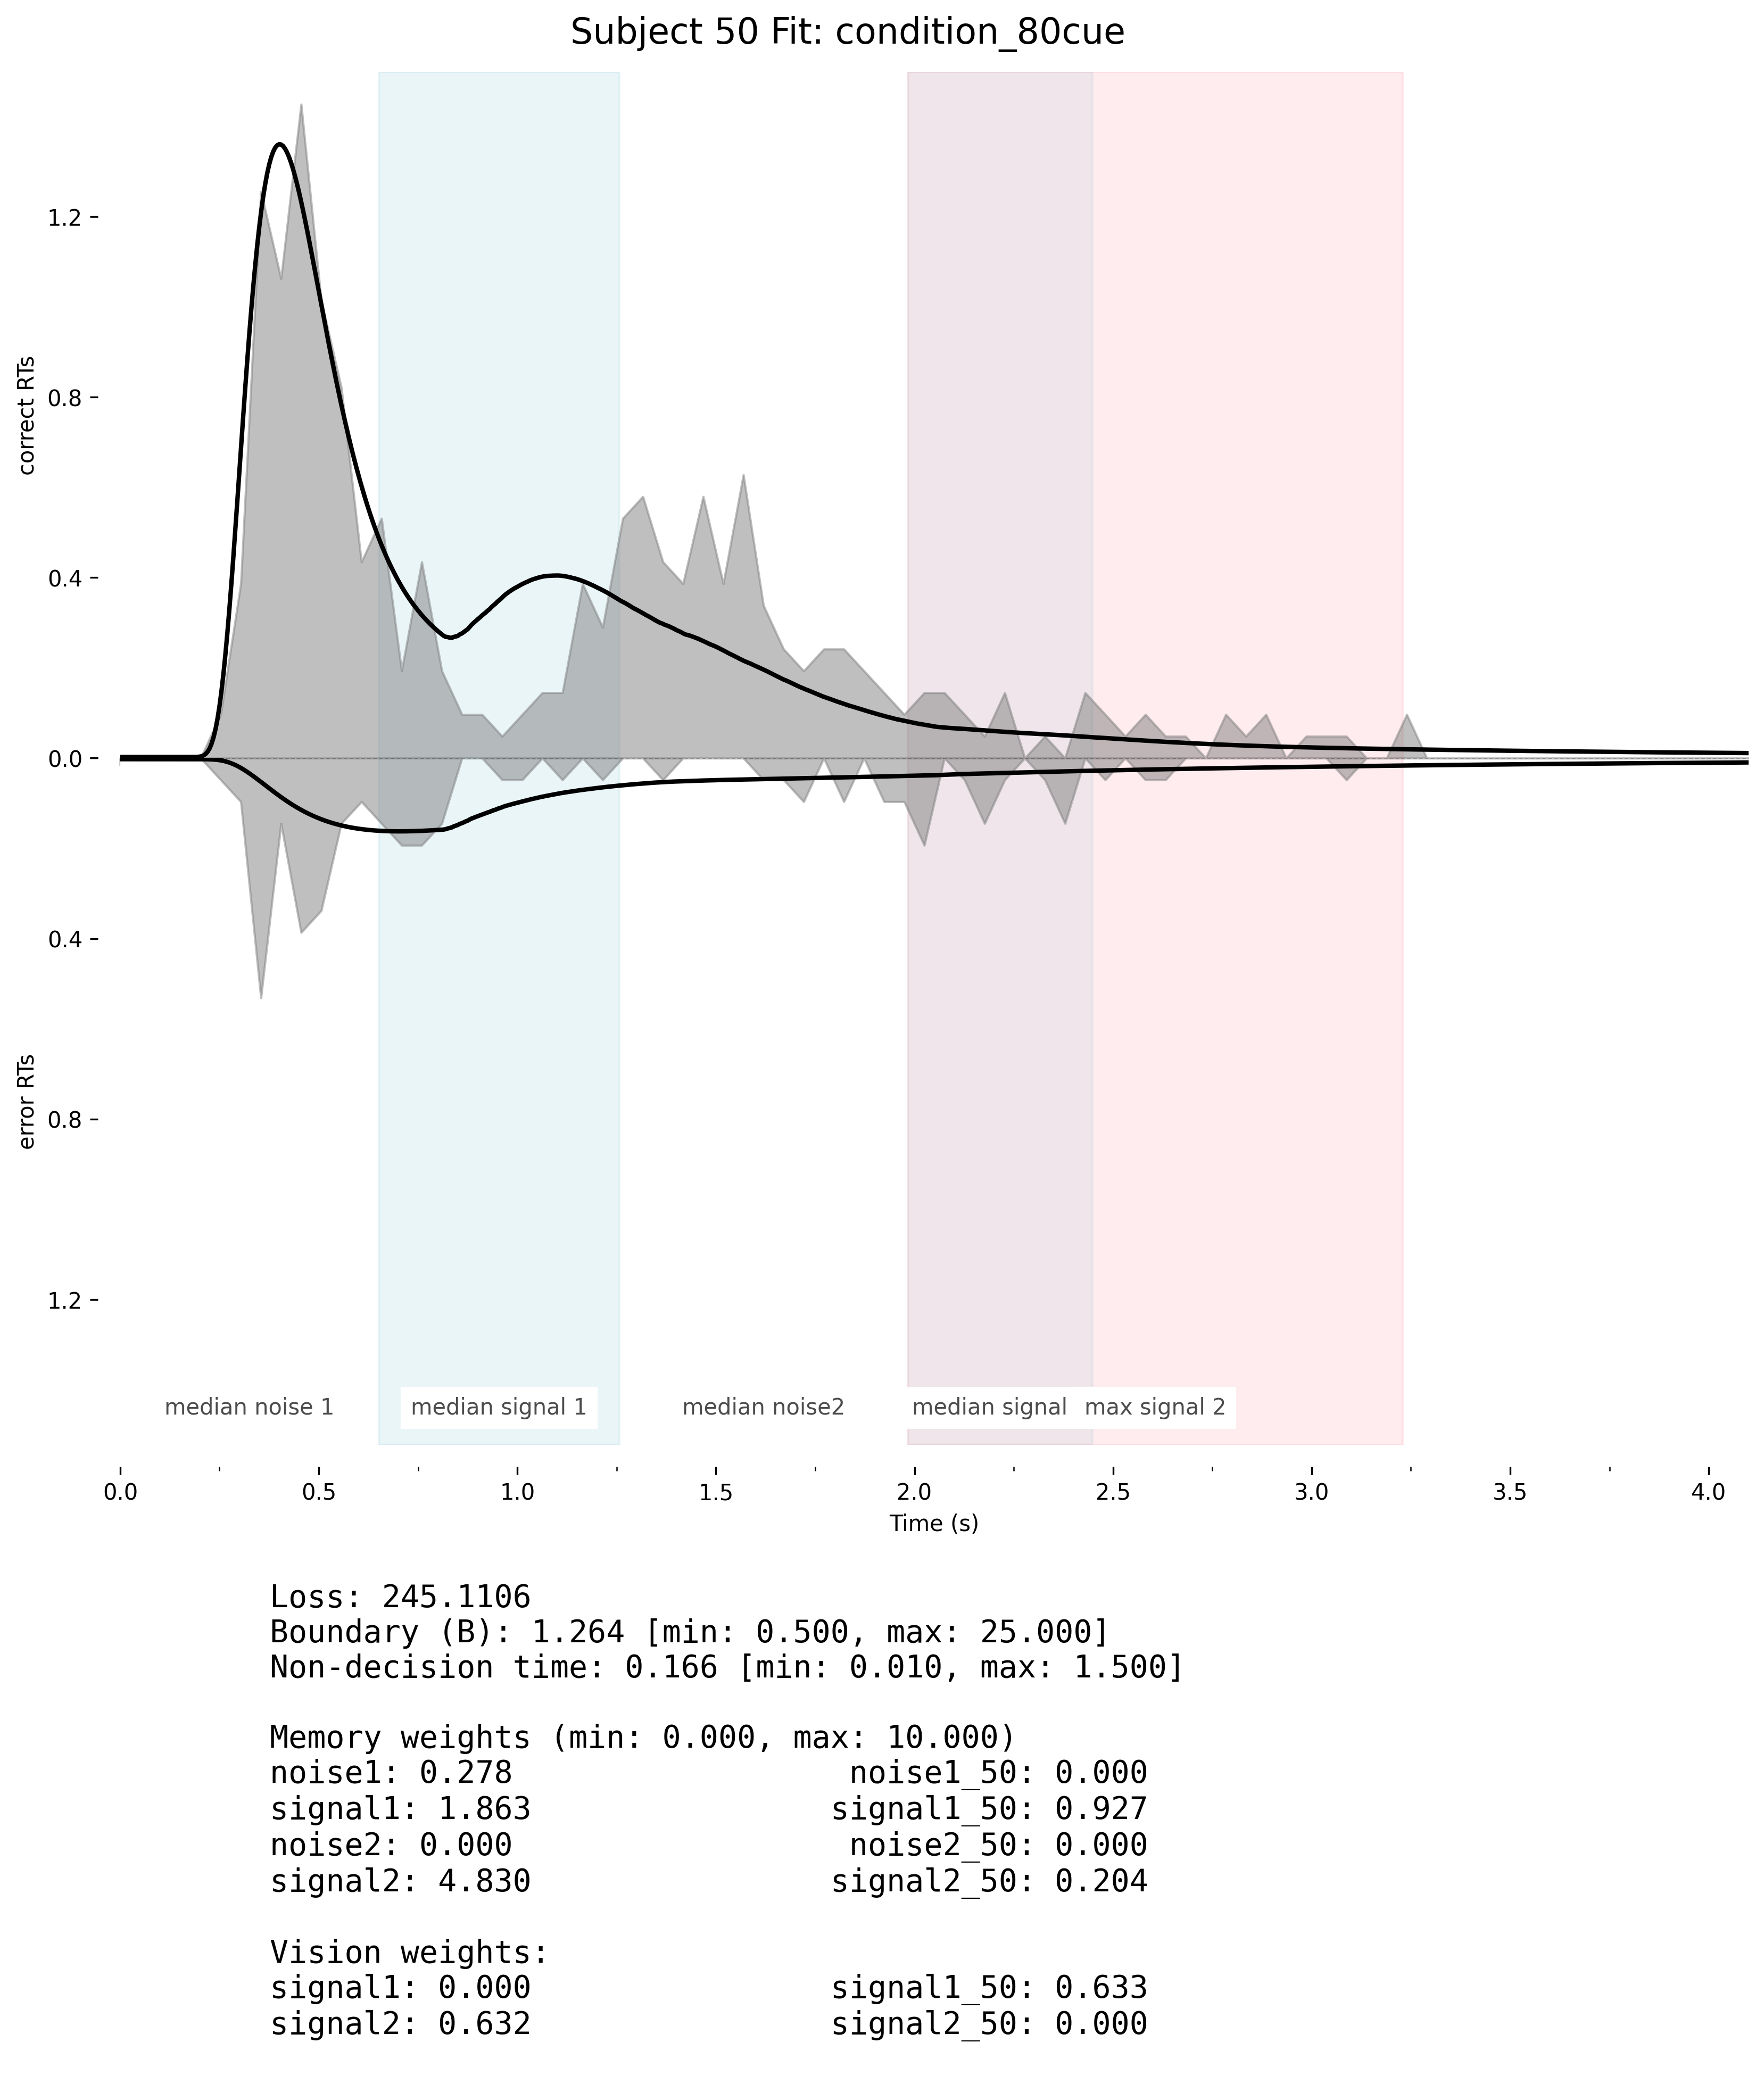 Subject 50 Fit: condition_80cue
correct RTs
error RTs
1.2
0.8
0.4
0.0
0.4
0.8
1.2
median noise 1
median signal 1
median noise2
median signal
max signal 2
0.0 0.5 1.0 1.5 2.0 2.5 3.0 3.5 4.0
Time (s)
Loss: 245.1106
Boundary (B): 1.264 [min: 0.500, max: 25.000]
Non-decision time: 0.166 [min: 0.010, max: 1.500]
Memory weights (min: 0.000, max: 10.000)
noise1: 0.278 noise1_50: 0.000
signal1: 1.863 signal1_50: 0.927
noise2: 0.000 noise2_50: 0.000
signal2: 4.830 signal2_50: 0.204
Vision weights:
signal1: 0.000 signal1_50: 0.633
signal2: 0.632 signal2_50: 0.000